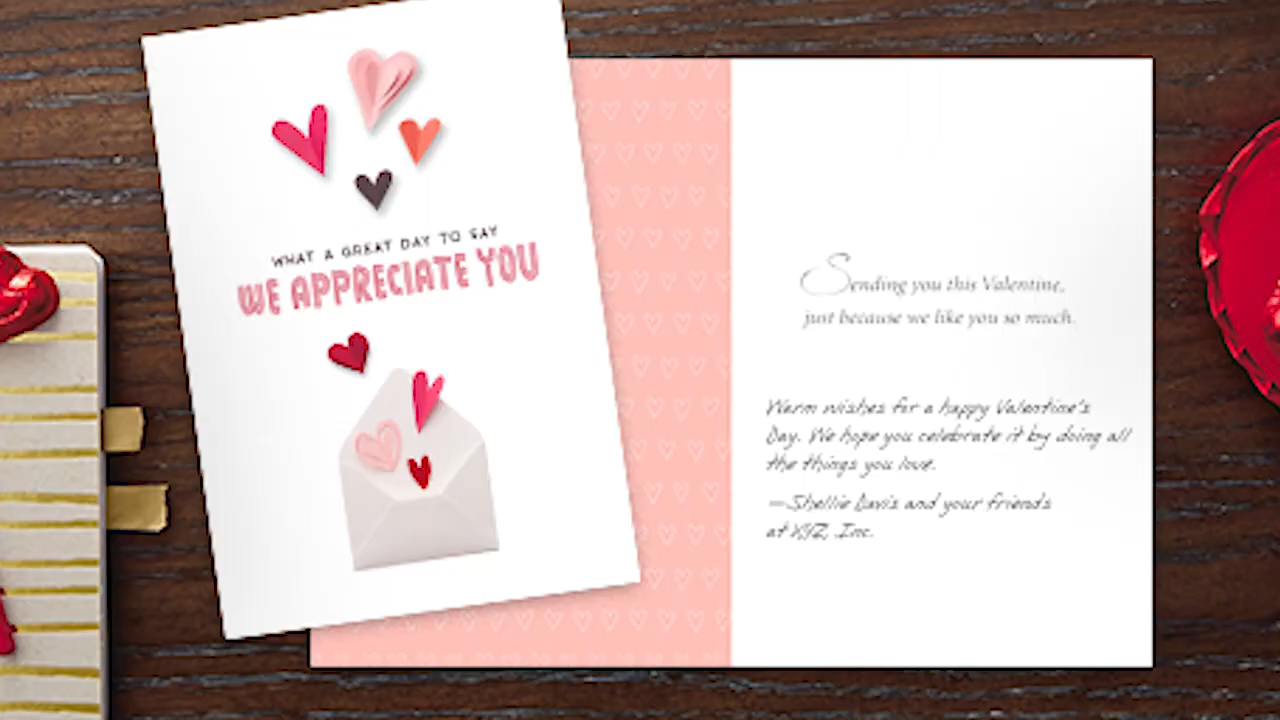 WHAT A GREAT DAY TO SAY
WE APPRECIATE YOU
Sending you this Valentine,
just because we like you so much.
Warm wishes for a happy Valentine's
Day. We hope you celebrate it by doing all
the things you love.
—Shellie Davis and your friends
at XYZ, Inc.